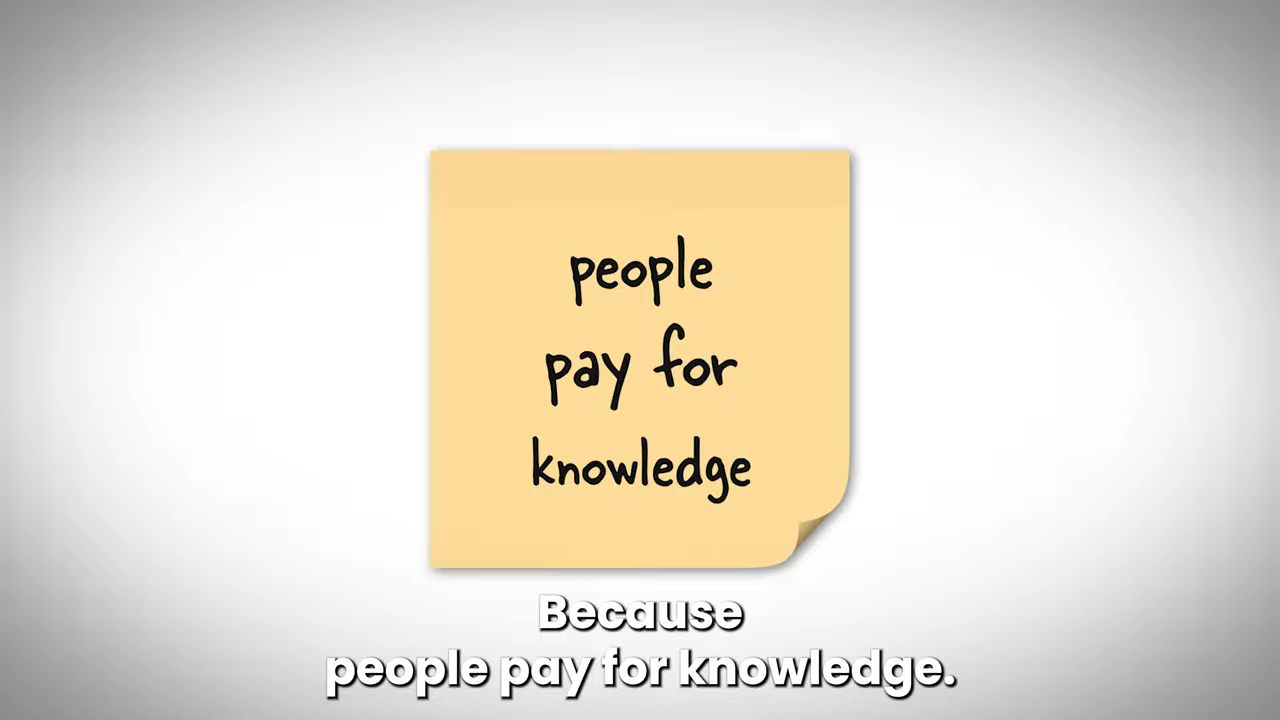 people
pay for
knowledge
Because
people pay for knowledge.